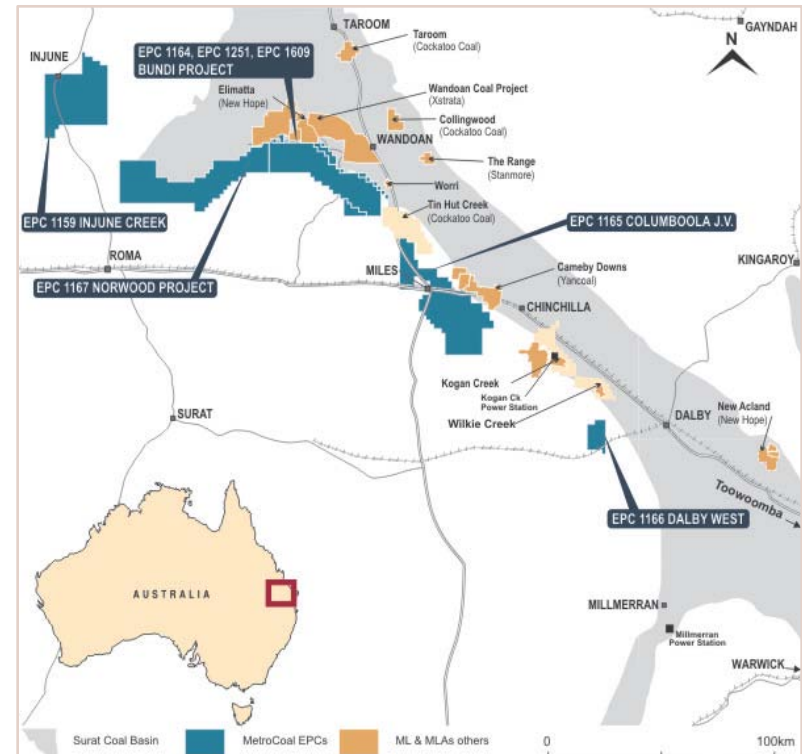 TAROOM
GAYNDAH
EPC 1164, EPC 1251, EPC 1609
BUNDI PROJECT
Taroom
(Cockatoo Coal)
N
INJUNE
Elimatta
(New Hope)
Wandoan Coal Project
(Xstrata)
Collingwood
(Cockatoo Coal)
WANDOAN
The Range
(Stanmore)
Worri
Tin Hut Creek
(Cockatoo Coal)
EPC 1159 INJUNE CREEK
EPC 1165 COLUMBOOLA J.V.
ROMA
KINGAROY
EPC 1167 NORWOOD PROJECT
MILES
Cameby Downs
(Yancoal)
CHINCHILLA
Kogan Creek
Kogan Ck
Power Station
Wilkie Creek
SURAT
DALBY
New Acland
(New Hope)
Toowoomba
EPC 1166 DALBY WEST
AUSTRALIA
MILLMERRAN
Millmerran
Power Station
WARWICK
Surat Coal Basin
MetroCoal EPCs
ML & MLAs others
0
100km